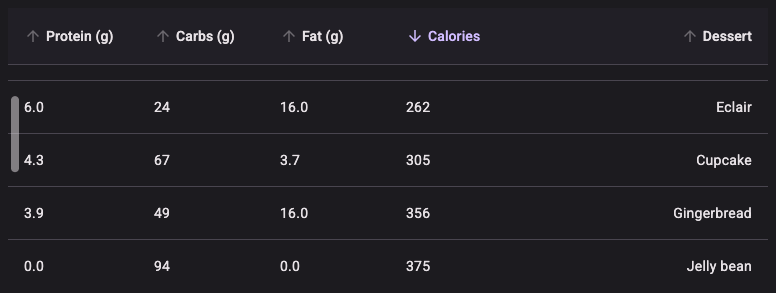 Protein (g) Carbs (g) Fat (g) Calories Dessert
6.0 24 16.0 262 Eclair
4.3 67 3.7 305 Cupcake
3.9 49 16.0 356 Gingerbread
0.0 94 0.0 375 Jelly bean